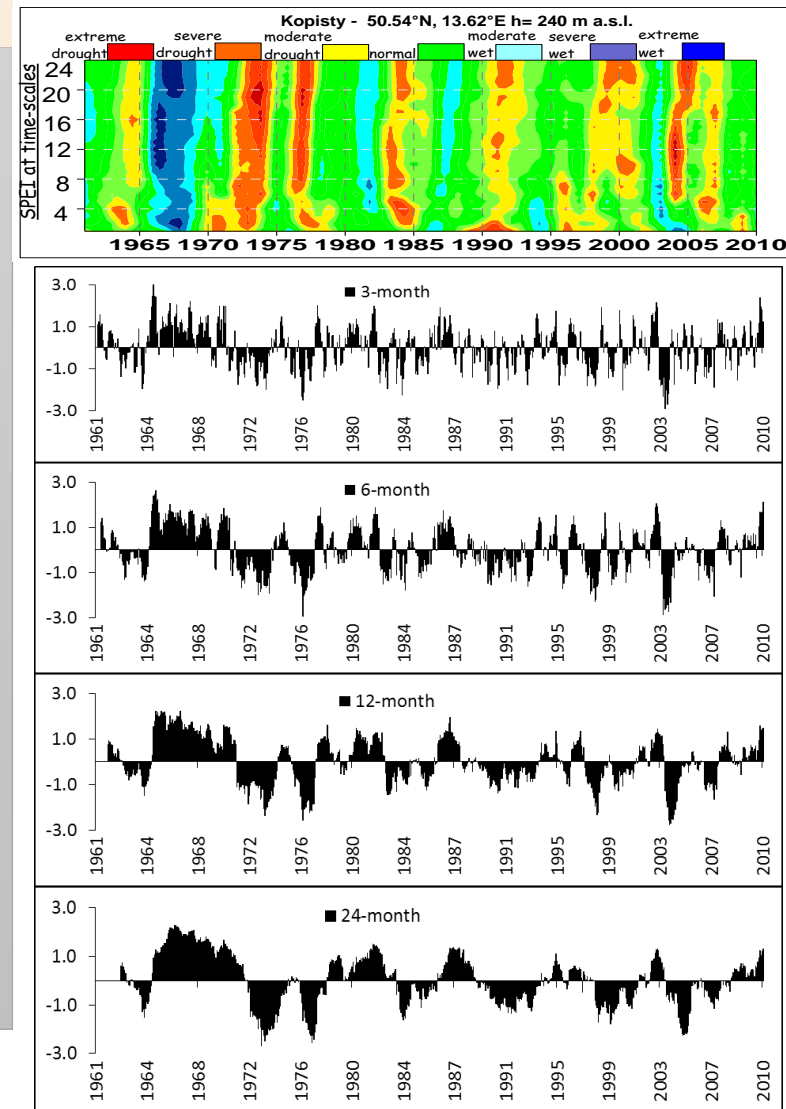 Kopisty - 50.54°N, 13.62°E h= 240 m a.s.l.
extreme drought severe drought moderate drought normal moderate wet severe wet extreme wet
SPEI at time-scales
24
20
16
12
8
4
1965 1970 1975 1980 1985 1990 1995 2000 2005 2010
3-month
3.0
1.0
-1.0
-3.0
1961 1964 1968 1972 1976 1980 1984 1987 1991 1995 1999 2003 2007 2010
6-month
3.0
1.0
-1.0
-3.0
1961 1964 1968 1972 1976 1980 1984 1987 1991 1995 1999 2003 2007 2010
12-month
3.0
1.0
-1.0
-3.0
1961 1964 1968 1972 1976 1980 1984 1987 1991 1995 1999 2003 2007 2010
24-month
3.0
1.0
-1.0
-3.0
1961 1964 1968 1972 1976 1980 1984 1987 1991 1995 1999 2003 2007 2010